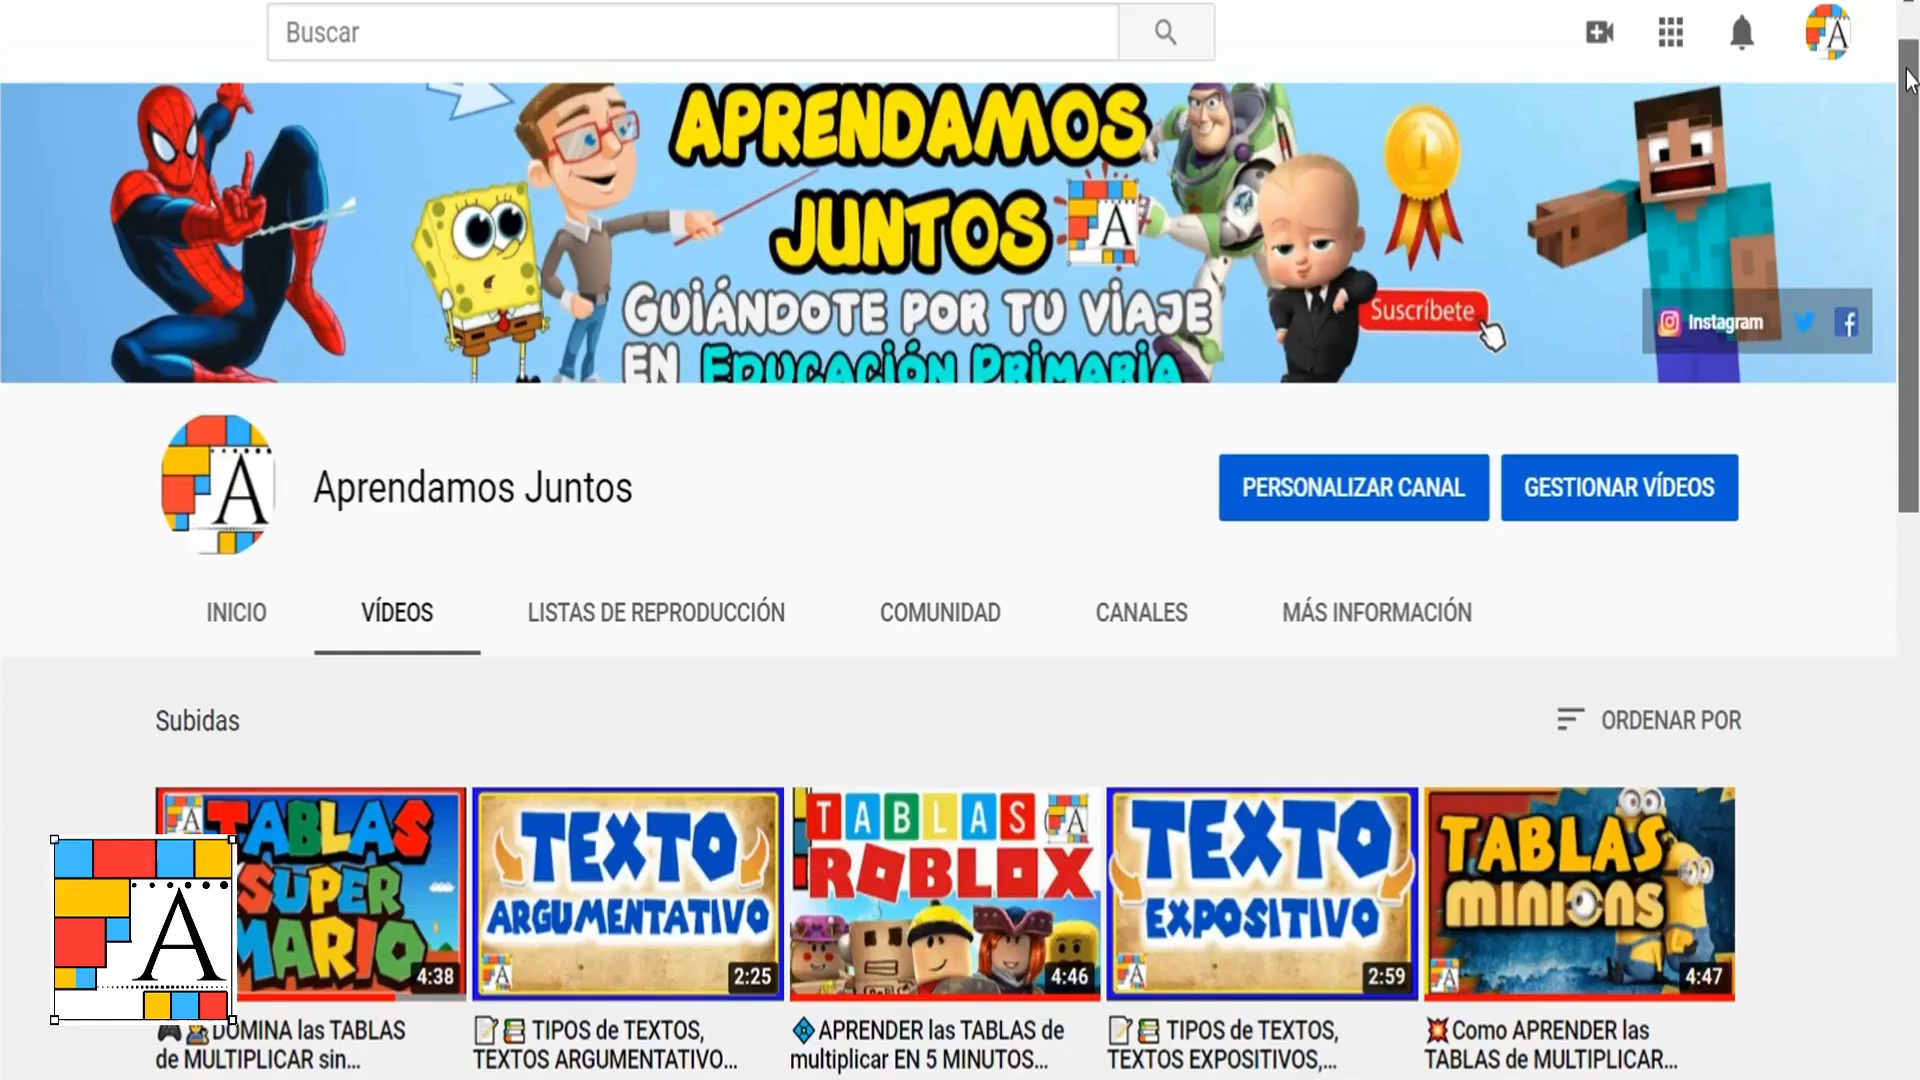 Buscar
APRENDAMOS
JUNTOS
A
GUIÁNDOTE POR TU VIAJE
EN EDUCACIÓN PRIMARIA
1
Suscríbete
Instagram
A
Aprendamos Juntos
PERSONALIZAR CANAL
GESTIONAR VÍDEOS
INICIO
VÍDEOS
LISTAS DE REPRODUCCIÓN
COMUNIDAD
CANALES
MÁS INFORMACIÓN
Subidas
ORDENAR POR
TABLAS
SUPER
MARIO
4:38
A
TEXTO
ARGUMENTATIVO
2:25
TABLAS
ROBLOX
4:46
TEXTO
EXPOSITIVO
2:59
TABLAS
MINIONS
4:47
DOMINA las TABLAS
de MULTIPLICAR sin...
TIPOS de TEXTOS,
TEXTOS ARGUMENTATIVO...
APRENDER las TABLAS de
multiplicar EN 5 MINUTOS...
TIPOS de TEXTOS,
TEXTOS EXPOSITIVOS,...
Como APRENDER las
TABLAS de MULTIPLICAR...